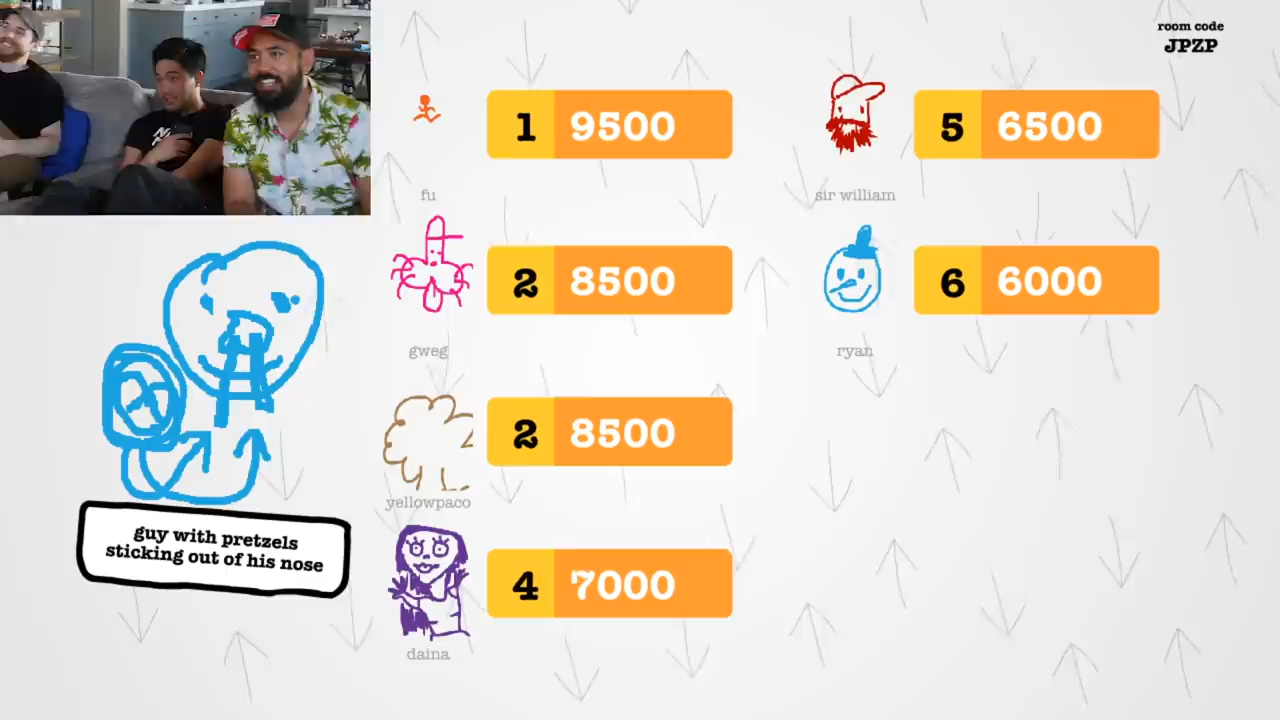 room code
JPZP
1 9500
fu
2 8500
gweg
2 8500
yellowpaco
4 7000
daina
5 6500
sir william
6 6000
ryan
guy with pretzels
sticking out of his nose